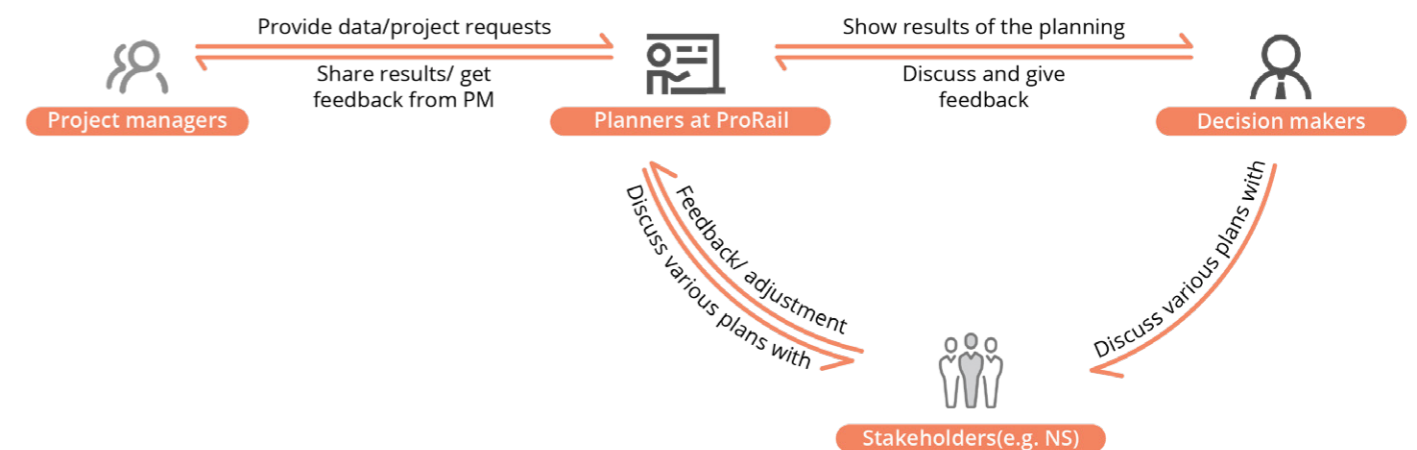 Provide data/project requests
Show results of the planning
Share results/ get
feedback from PM
Discuss and give
feedback
Project managers
Planners at ProRail
Decision makers
Feedback/ adjustment
Discuss various plans with
Discuss various plans with
Stakeholders(e.g. NS)